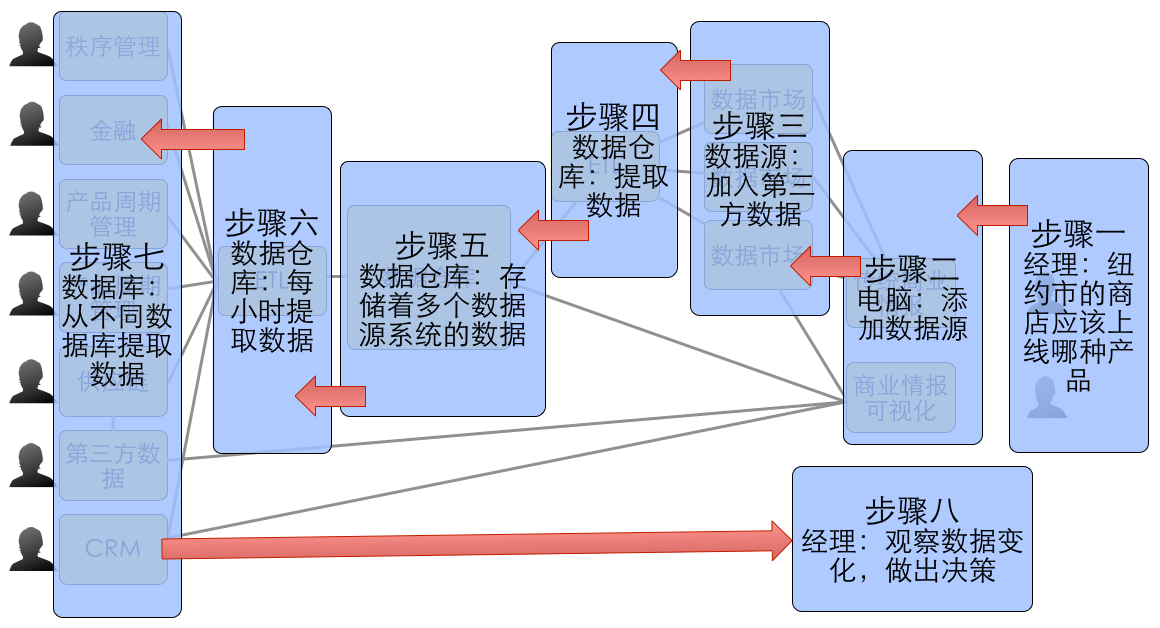 秩序管理
金融
产品周期
管理
步骤七
数据库：
从不同数
据库提取
数据
供应链
第三方数
据
CRM
步骤六
数据仓
库：每
小时提
取数据
ETL
步骤五
数据仓库：存
储着多个数据
源系统的数据
步骤四
数据仓
库：提取
数据
数据市场
步骤三
数据源：
加入第三
方数据
数据市场
步骤二
电脑：添
加数据源
商业情报
可视化
步骤一
经理：纽
约市的商
店应该上
线哪种产
品
步骤八
经理：观察数据变
化，做出决策